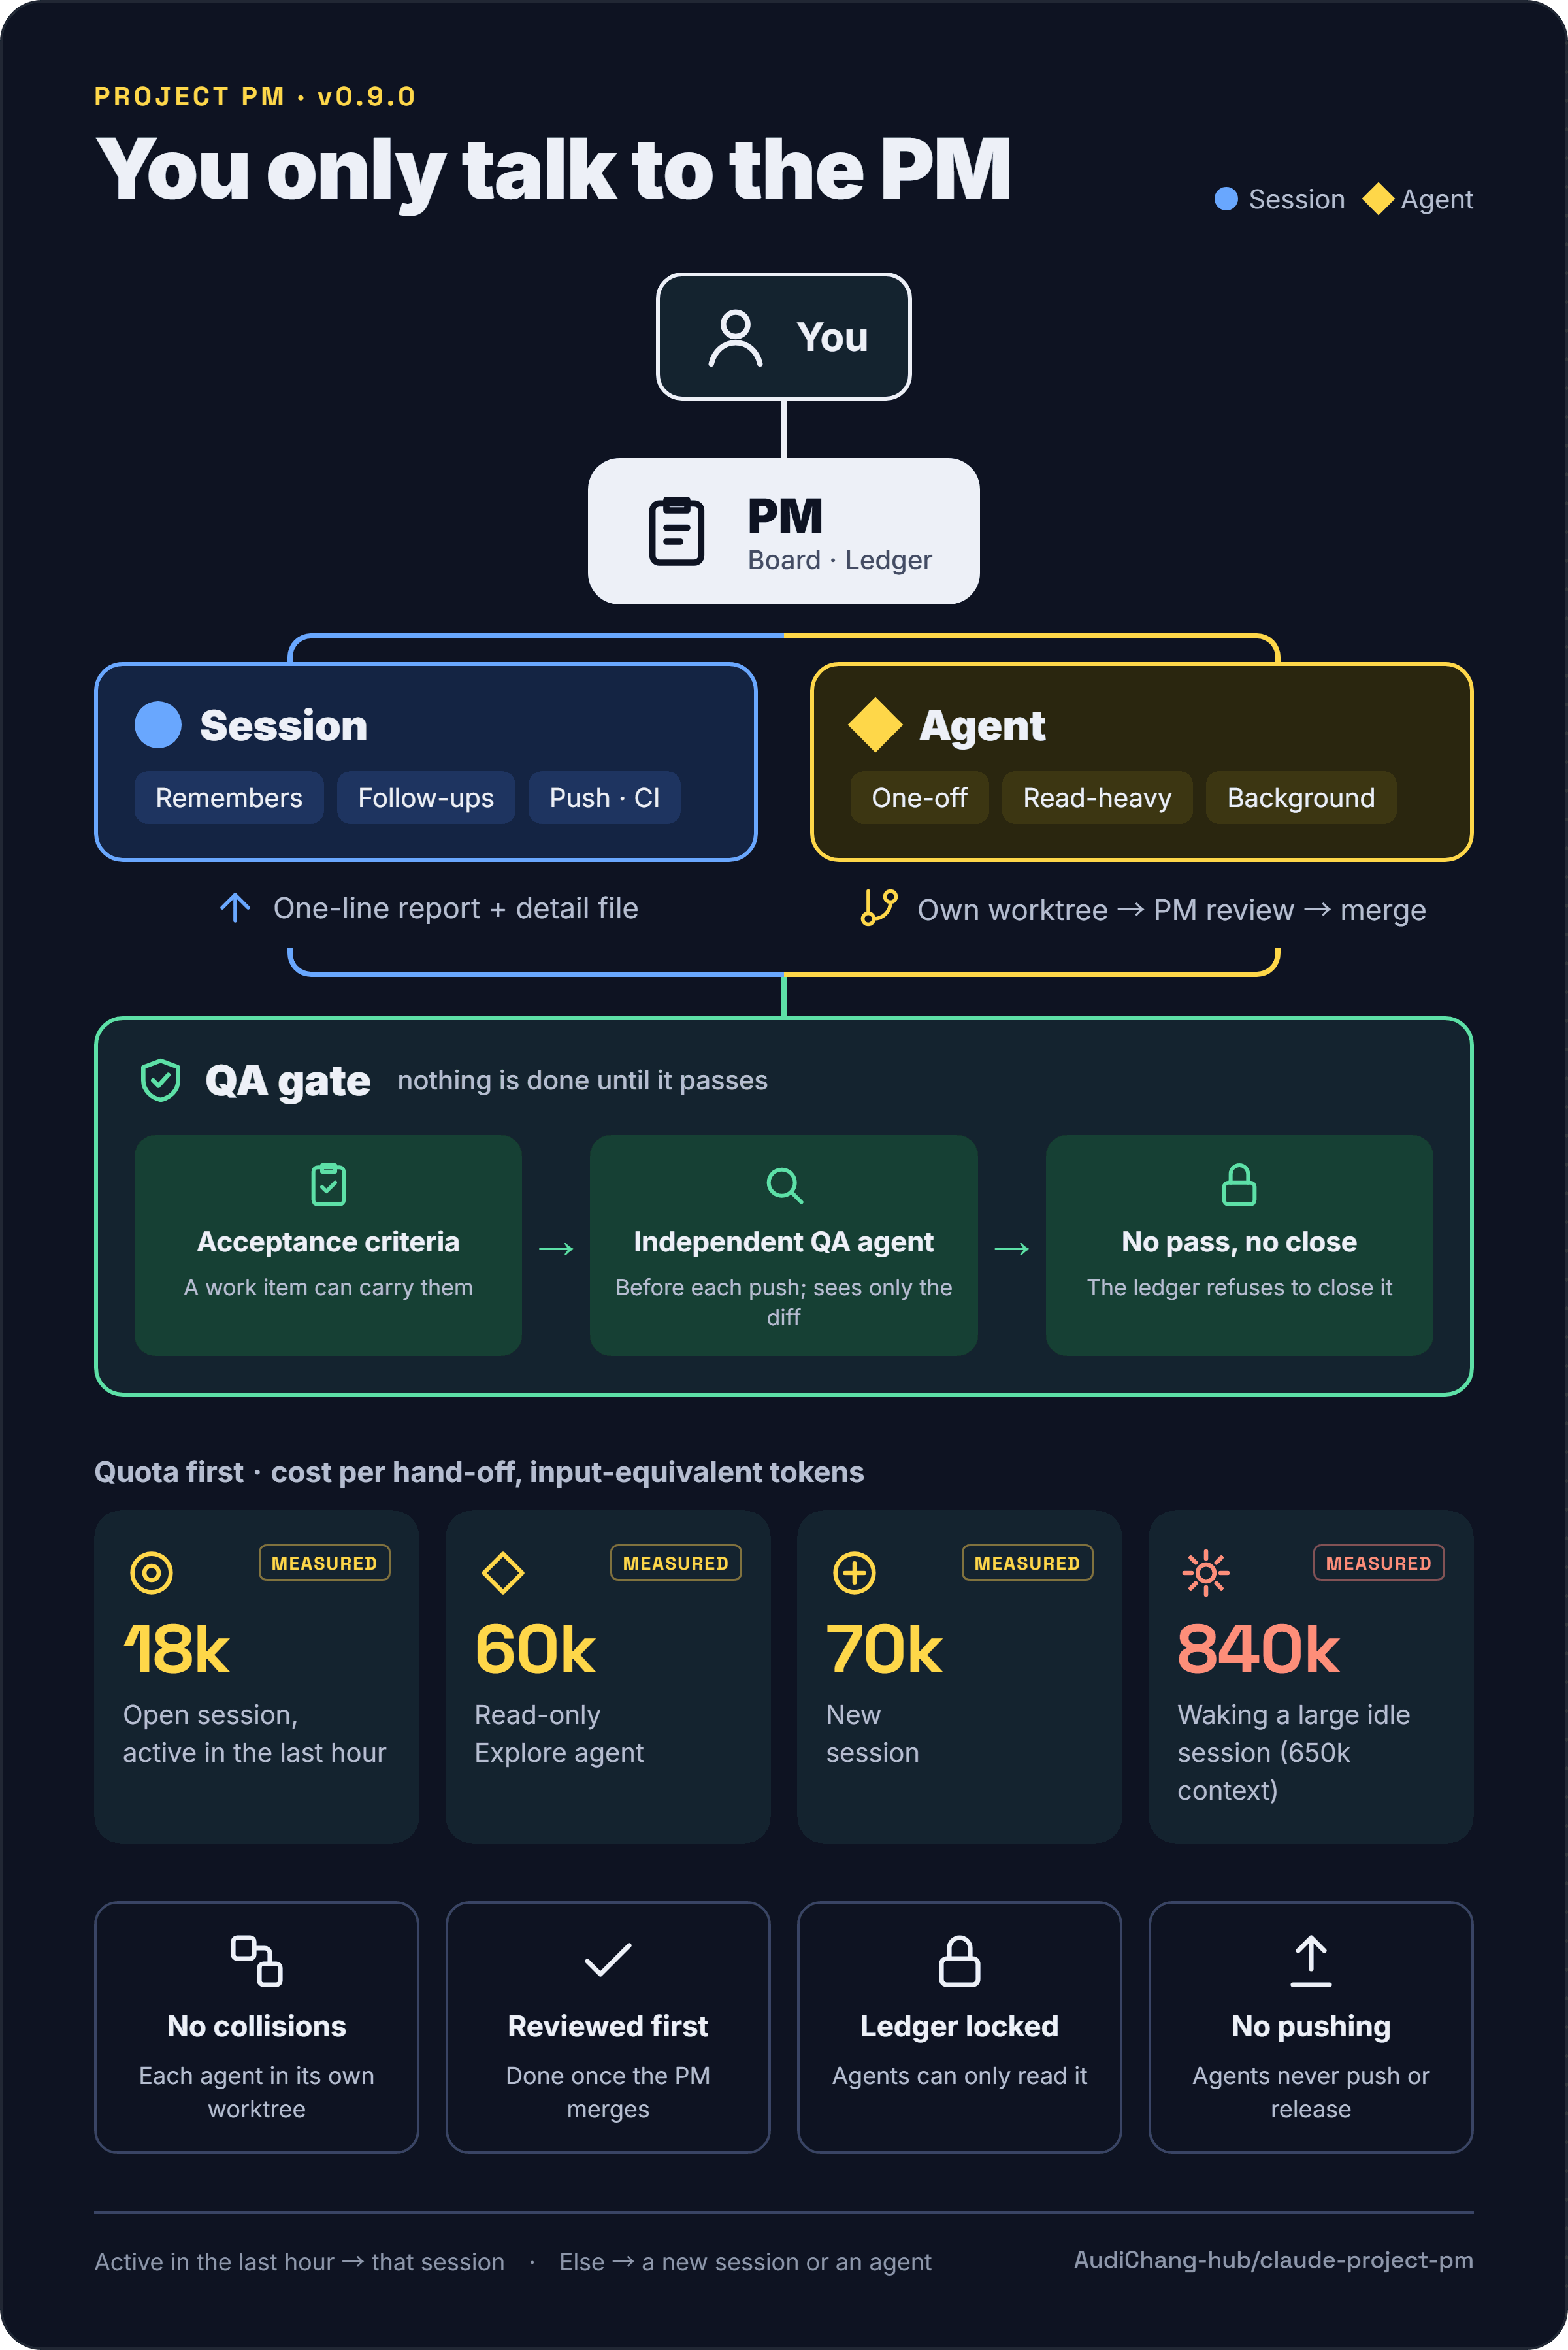 PROJECT PM · v0.9.0
You only talk to the PM
Session
Agent
You
PM
Board · Ledger
Session
Remembers
Follow-ups
Push · CI
Agent
One-off
Read-heavy
Background
One-line report + detail file
Own worktree → PM review → merge
QA gate
nothing is done until it passes
Acceptance criteria
A work item can carry them
→
Independent QA agent
Before each push; sees only the
diff
→
No pass, no close
The ledger refuses to close it
Quota first · cost per hand-off, input-equivalent tokens
MEASURED
18k
Open session,
active in the last hour
MEASURED
60k
Read-only
Explore agent
MEASURED
70k
New
session
MEASURED
840k
Waking a large idle
session (650k
context)
No collisions
Each agent in its own
worktree
Reviewed first
Done once the PM
merges
Ledger locked
Agents can only read it
No pushing
Agents never push or
release
Active in the last hour → that session · Else → a new session or an agent
AudiChang-hub/claude-project-pm